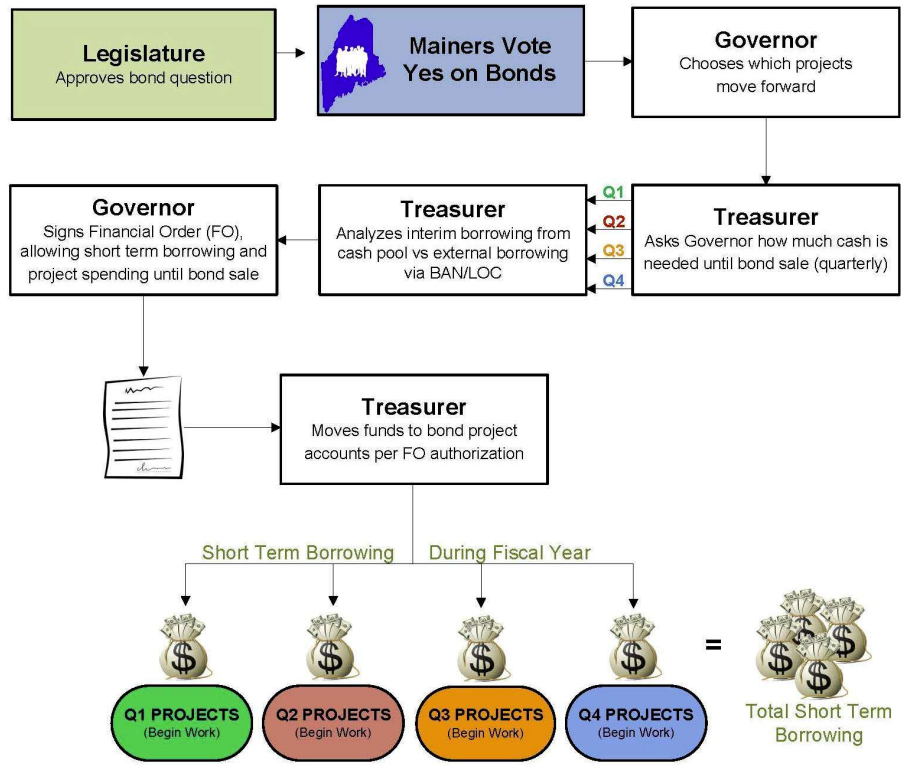 Legislature
Approves bond question
Mainers Vote
Yes on Bonds
Governor
Chooses which projects
move forward
Governor
Signs Financial Order (FO),
allowing short term borrowing and
project spending until bond sale
Treasurer
Analyzes interim borrowing from
cash pool vs external borrowing
via BAN/LOC
Q1
Q2
Q3
Q4
Treasurer
Asks Governor how much cash is
needed until bond sale (quarterly)
Treasurer
Moves funds to bond project
accounts per FO authorization
Short Term Borrowing During Fiscal Year
$ $ $ $ = $ $ $ $
Q1 PROJECTS
(Begin Work)
Q2 PROJECTS
(Begin Work)
Q3 PROJECTS
(Begin Work)
Q4 PROJECTS
(Begin Work)
Total Short Term
Borrowing